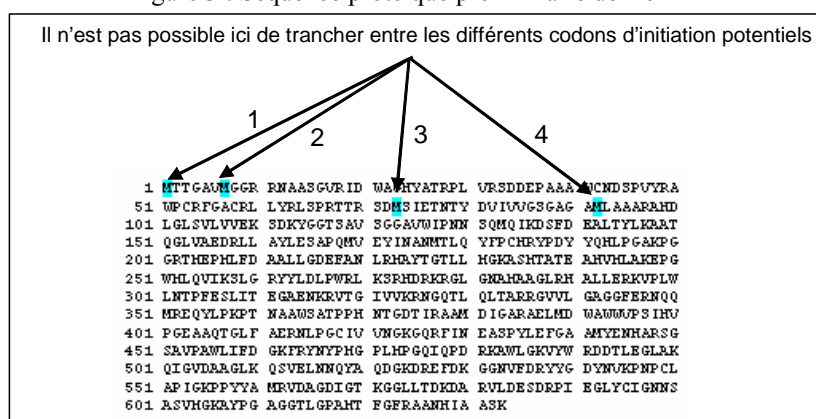 Il n'est pas possible ici de trancher entre les différents codons d'initiation potentiels
1 2 3 4
1 MTTGAVMGGR RNAASGVRID WAVHYATRPL VRSDDEPAAA VCNDSPVYRA
51 WPCRFGACRL LYRLSPRTTR SDMSIETNTY DVIVVGSGAG AMLAAARAHD
101 LGLSVLVVEK SDKYGGTSAV SGGAVWIPNN SQMQIKDSFD EALTYLKAAT
151 QGLVAEDRLL AYLESAPQMV EYINANMTLQ YFPCHRYPDY YQHLPGAKPG
201 GRTHEPHLFD AALLGDEFAN LRHAYTGTLL HGKASHTATE AHVHLAKEPG
251 WHLQVIKSLG RYYLDLPWRL KSRHDRKRGL GNAHAAGLRH ALLERKVPLW
301 LNTPFESLIT EGAENKRVTG IVVKRNGQTL QLTARRGVVL GAGGFERNQQ
351 MREQYLPKPT NAAWSATPPH NTGDTIRAAM DIGARAELMD WAWWVPSIHV
401 PGEAAQTGLF AERNLPGCIV VNGKGQRFIN EASPYLEFGA AMYENHARSG
451 SAVPAWLIFD GKFRYNYPHG PLHPGQIQPD RKAWLGKVYW RDDTLEGLAK
501 QIGVDAAGLK QSVELNNQYA QDGKDREFDK GGNVFDRYYG DYNVKPNPCL
551 APIGKPPYYA MRVDAGDIGT KGGLLTDKDA RVLDESDRPI EGLYCIGNNS
601 ASVHGKAYPG AGGTLGPAHT FGFRAANHIA ASK